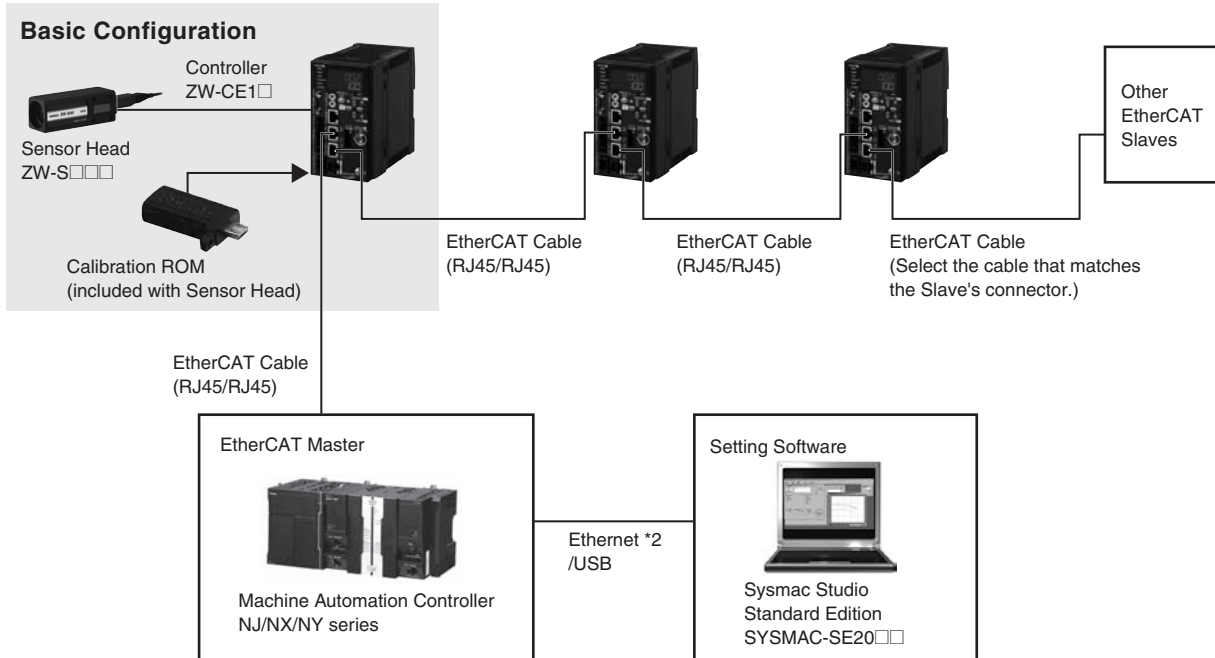 Basic Configuration
Controller
ZW-CE1□
Sensor Head
ZW-S□□□
Calibration ROM
(included with Sensor Head)
EtherCAT Cable
(RJ45/RJ45)
EtherCAT Cable
(RJ45/RJ45)
EtherCAT Cable
(Select the cable that matches
the Slave's connector.)
Other
EtherCAT
Slaves
EtherCAT Cable
(RJ45/RJ45)
EtherCAT Master
Machine Automation Controller
NJ/NX/NY series
Ethernet *2
/USB
Setting Software
Sysmac Studio
Standard Edition
SYSMAC-SE20□□